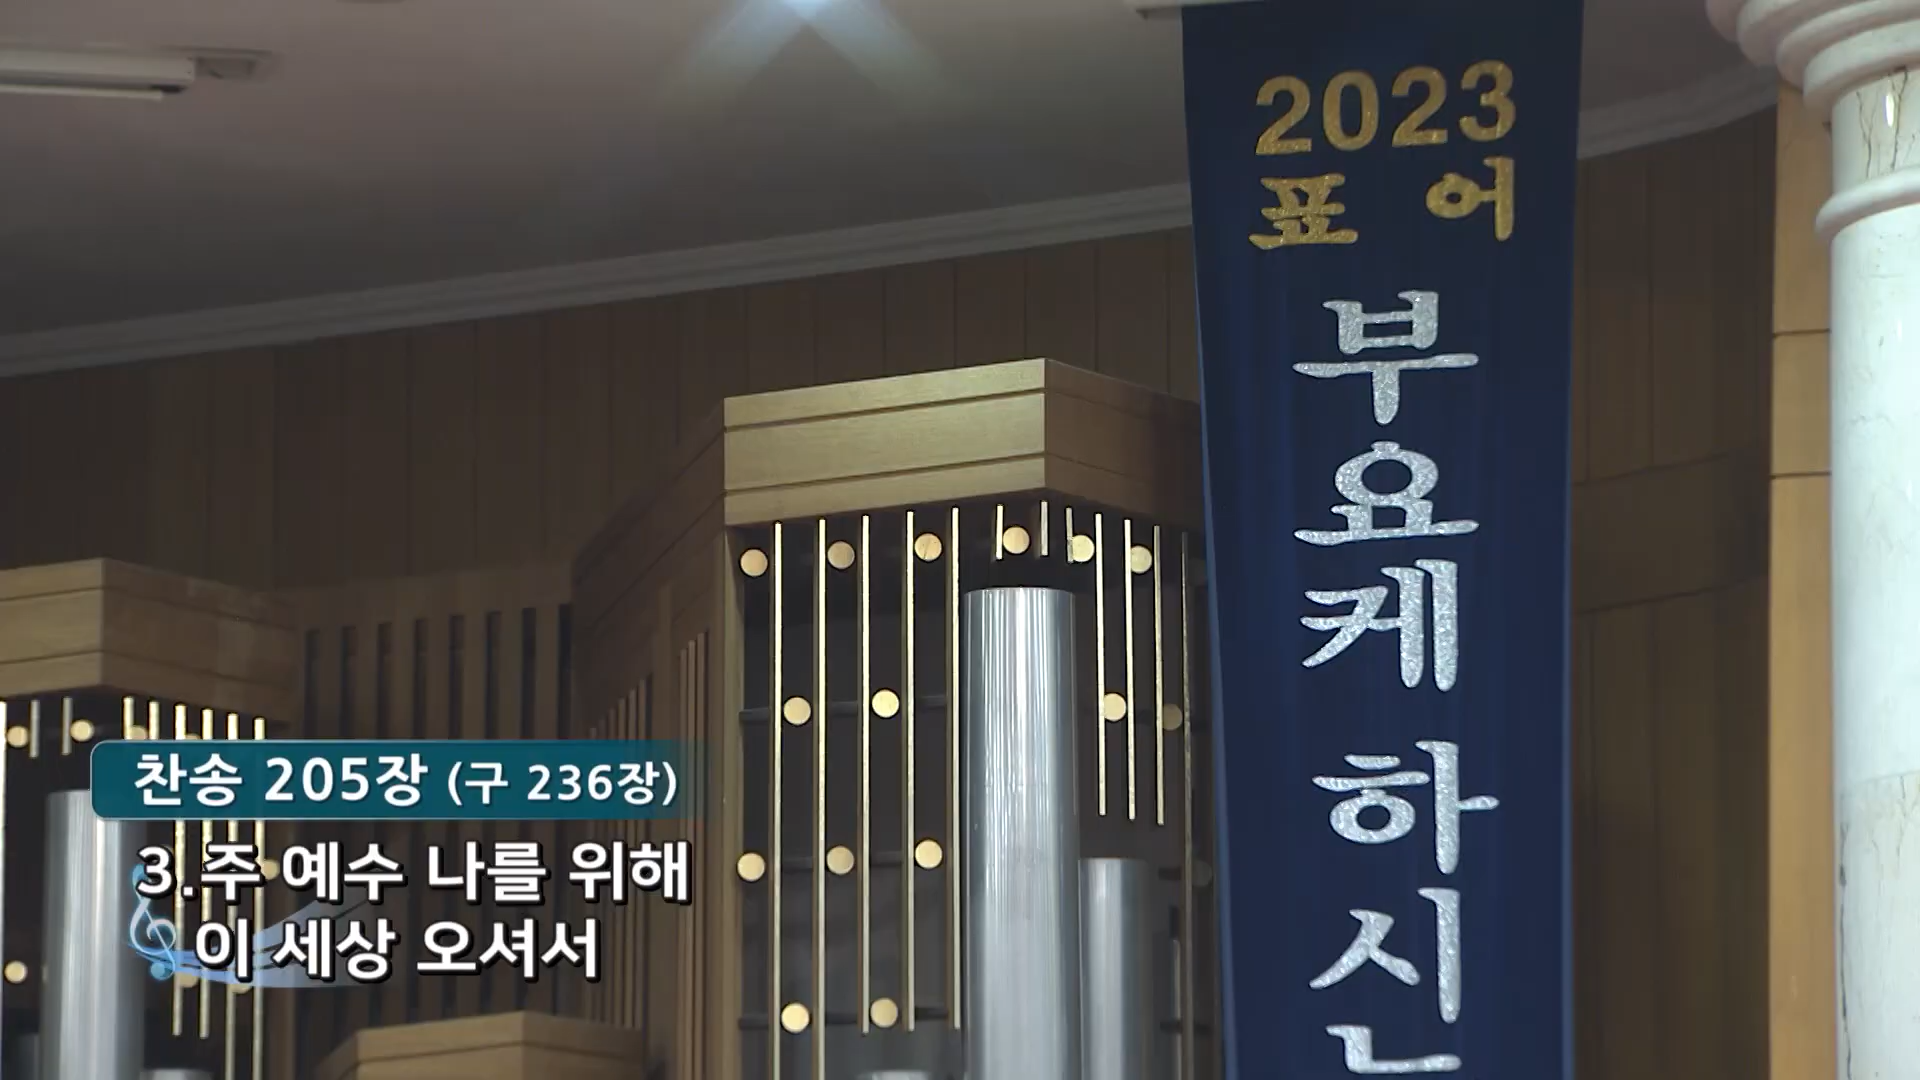 2023
표 어
부요케 하신
찬송 205장 (구 236장)
3.주 예수 나를 위해
이 세상 오셔서